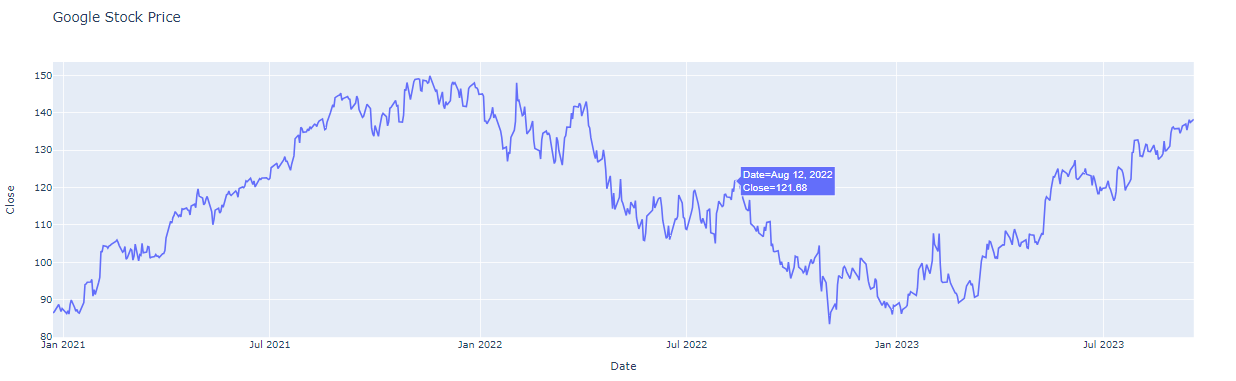 Google Stock Price
150
140
130
120
110
100
90
80
Close
Date=Aug 12, 2022
Close=121.68
Jan 2021
Jul 2021
Jan 2022
Jul 2022
Jan 2023
Jul 2023
Date